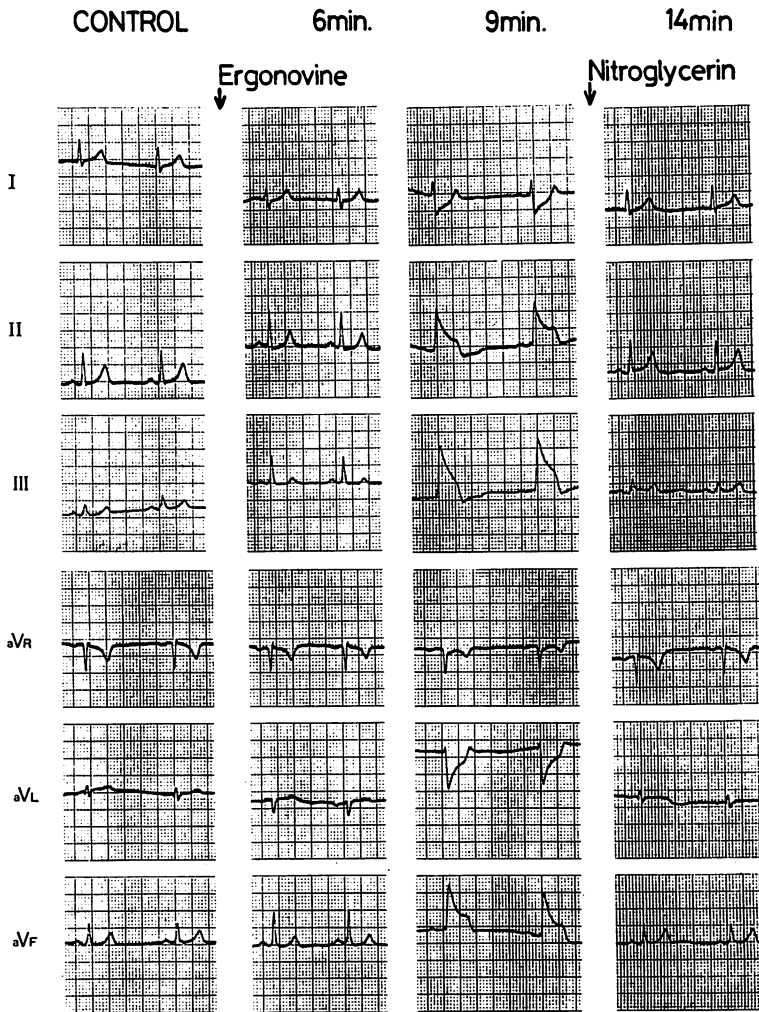 CONTROL 6min. 9min. 14min
Ergonovine Nitroglycerin
I
II
III
aVR
aVL
aVF